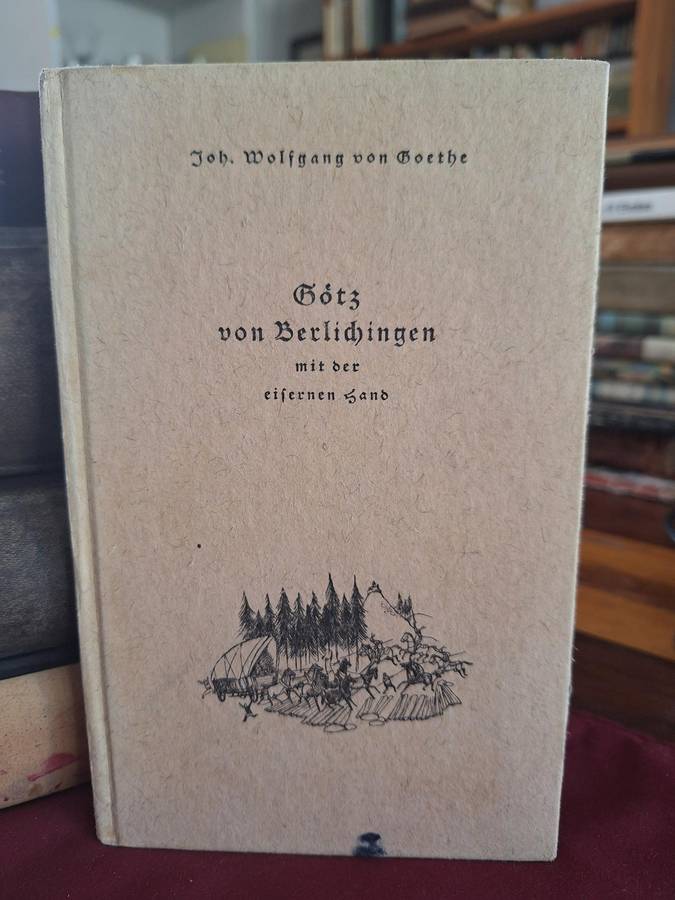 Joh. Wolfgang von Goethe
Götz
von Berlichingen
mit der
eisernen Hand